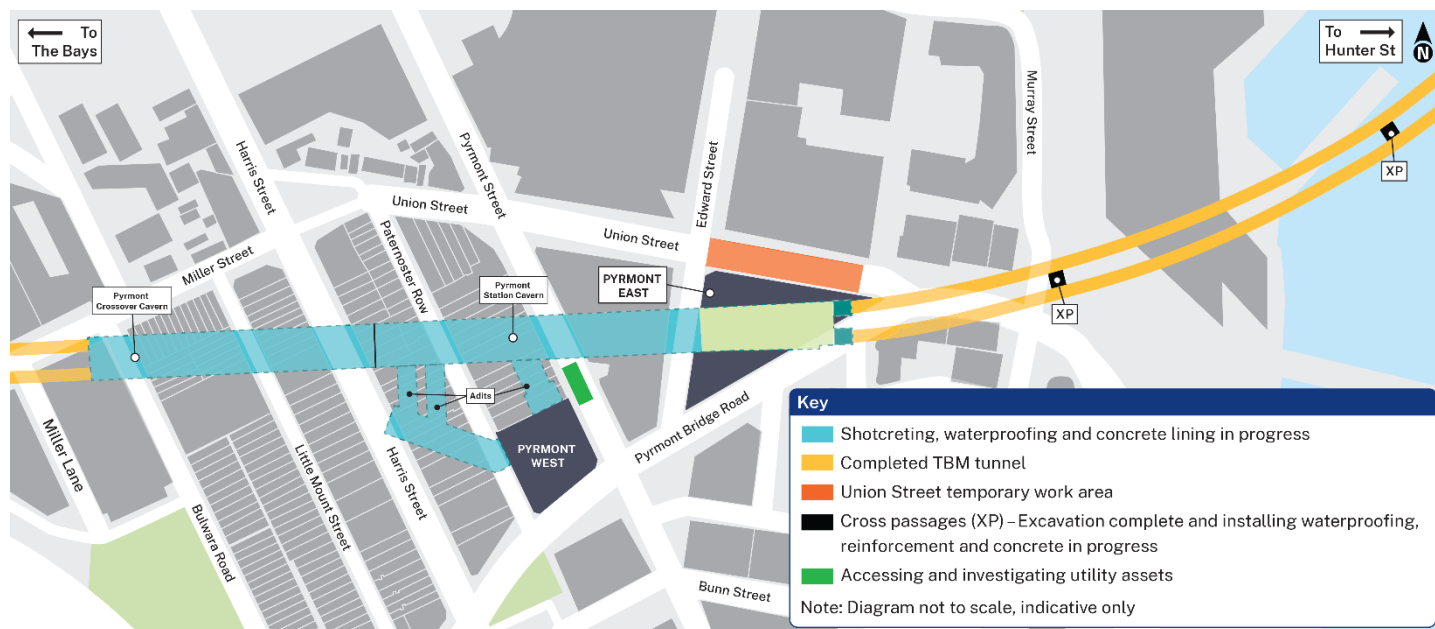 To
The Bays
To
Hunter St
N
Murray Street
Harris Street
Pyrmont Street
Edward Street
XP
Union Street
Union Street
Miller Street
Paternoster Row
Pyrmont
Crossover Cavern
Pyrmont
Station Cavern
PYRMONT
EAST
XP
Adits
Pyrmont Bridge Road
PYRMONT
WEST
Miller Lane
Bulwara Road
Little Mount Street
Harris Street
Bunn Street
Key
Shotcreting, waterproofing and concrete lining in progress
Completed TBM tunnel
Union Street temporary work area
Cross passages (XP) – Excavation complete and installing waterproofing,
reinforcement and concrete in progress
Accessing and investigating utility assets
Note: Diagram not to scale, indicative only